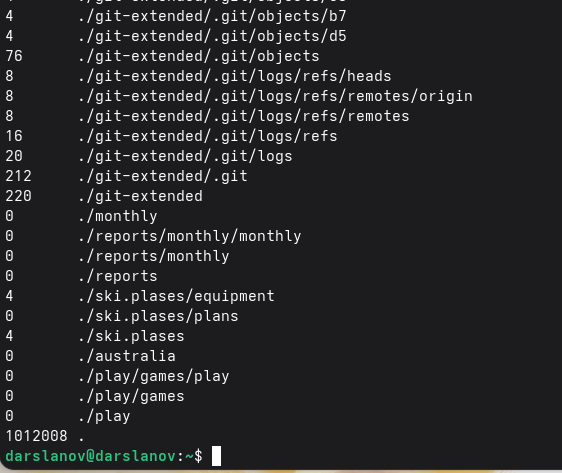 4       ./git-extended/.git/objects/b7
4       ./git-extended/.git/objects/d5
76      ./git-extended/.git/objects
8       ./git-extended/.git/logs/refs/heads
8       ./git-extended/.git/logs/refs/remotes/origin
8       ./git-extended/.git/logs/refs/remotes
16      ./git-extended/.git/logs/refs
20      ./git-extended/.git/logs
212     ./git-extended/.git
220     ./git-extended
0       ./monthly
0       ./reports/monthly/monthly
0       ./reports/monthly
0       ./reports
4       ./ski.plases/equipment
0       ./ski.plases/plans
4       ./ski.plases
0       ./australia
0       ./play/games/play
0       ./play/games
0       ./play
1012008 .
darslanov@darslanov:~$